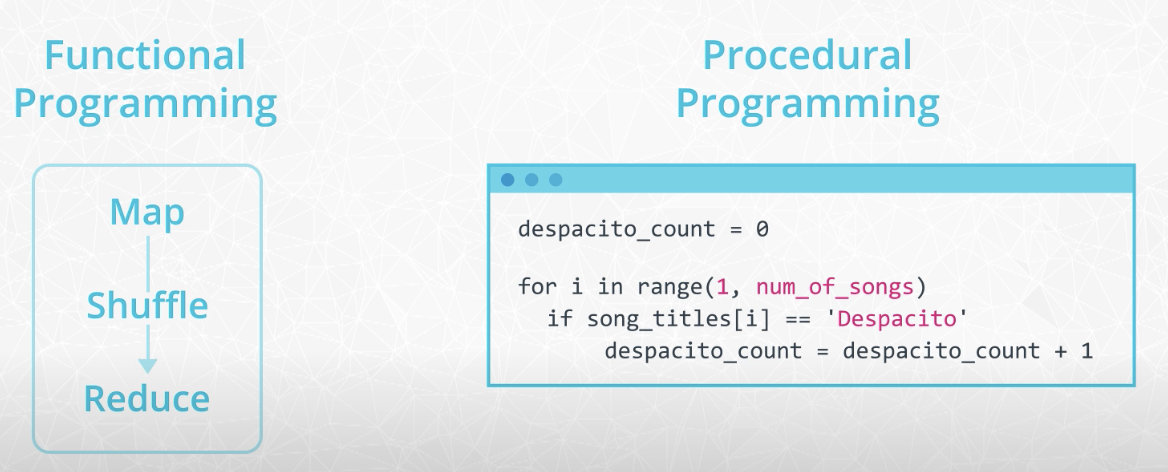 Functional
Programming
Map
Shuffle
Reduce
Procedural
Programming
despacito_count = 0
for i in range(1, num_of_songs)
if song_titles[i] == 'Despacito'
despacito_count = despacito_count + 1